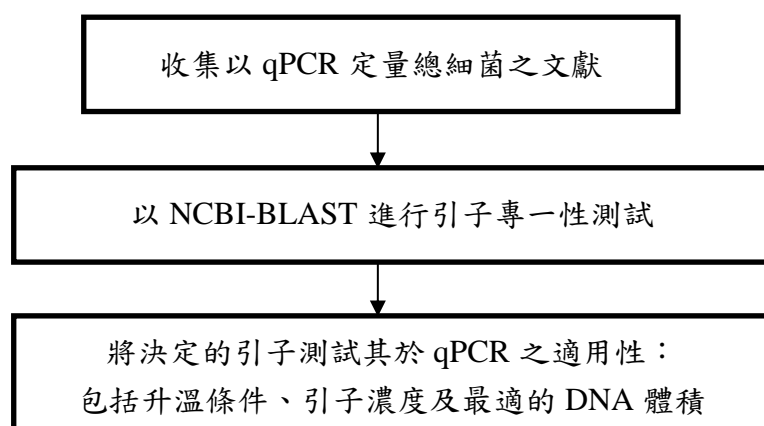 收集以 qPCR 定量總細菌之文獻
以 NCBI-BLAST 進行引子專一性測試
將決定的引子測試其於 qPCR 之適用性：
包括升溫條件、引子濃度及最適的 DNA 體積